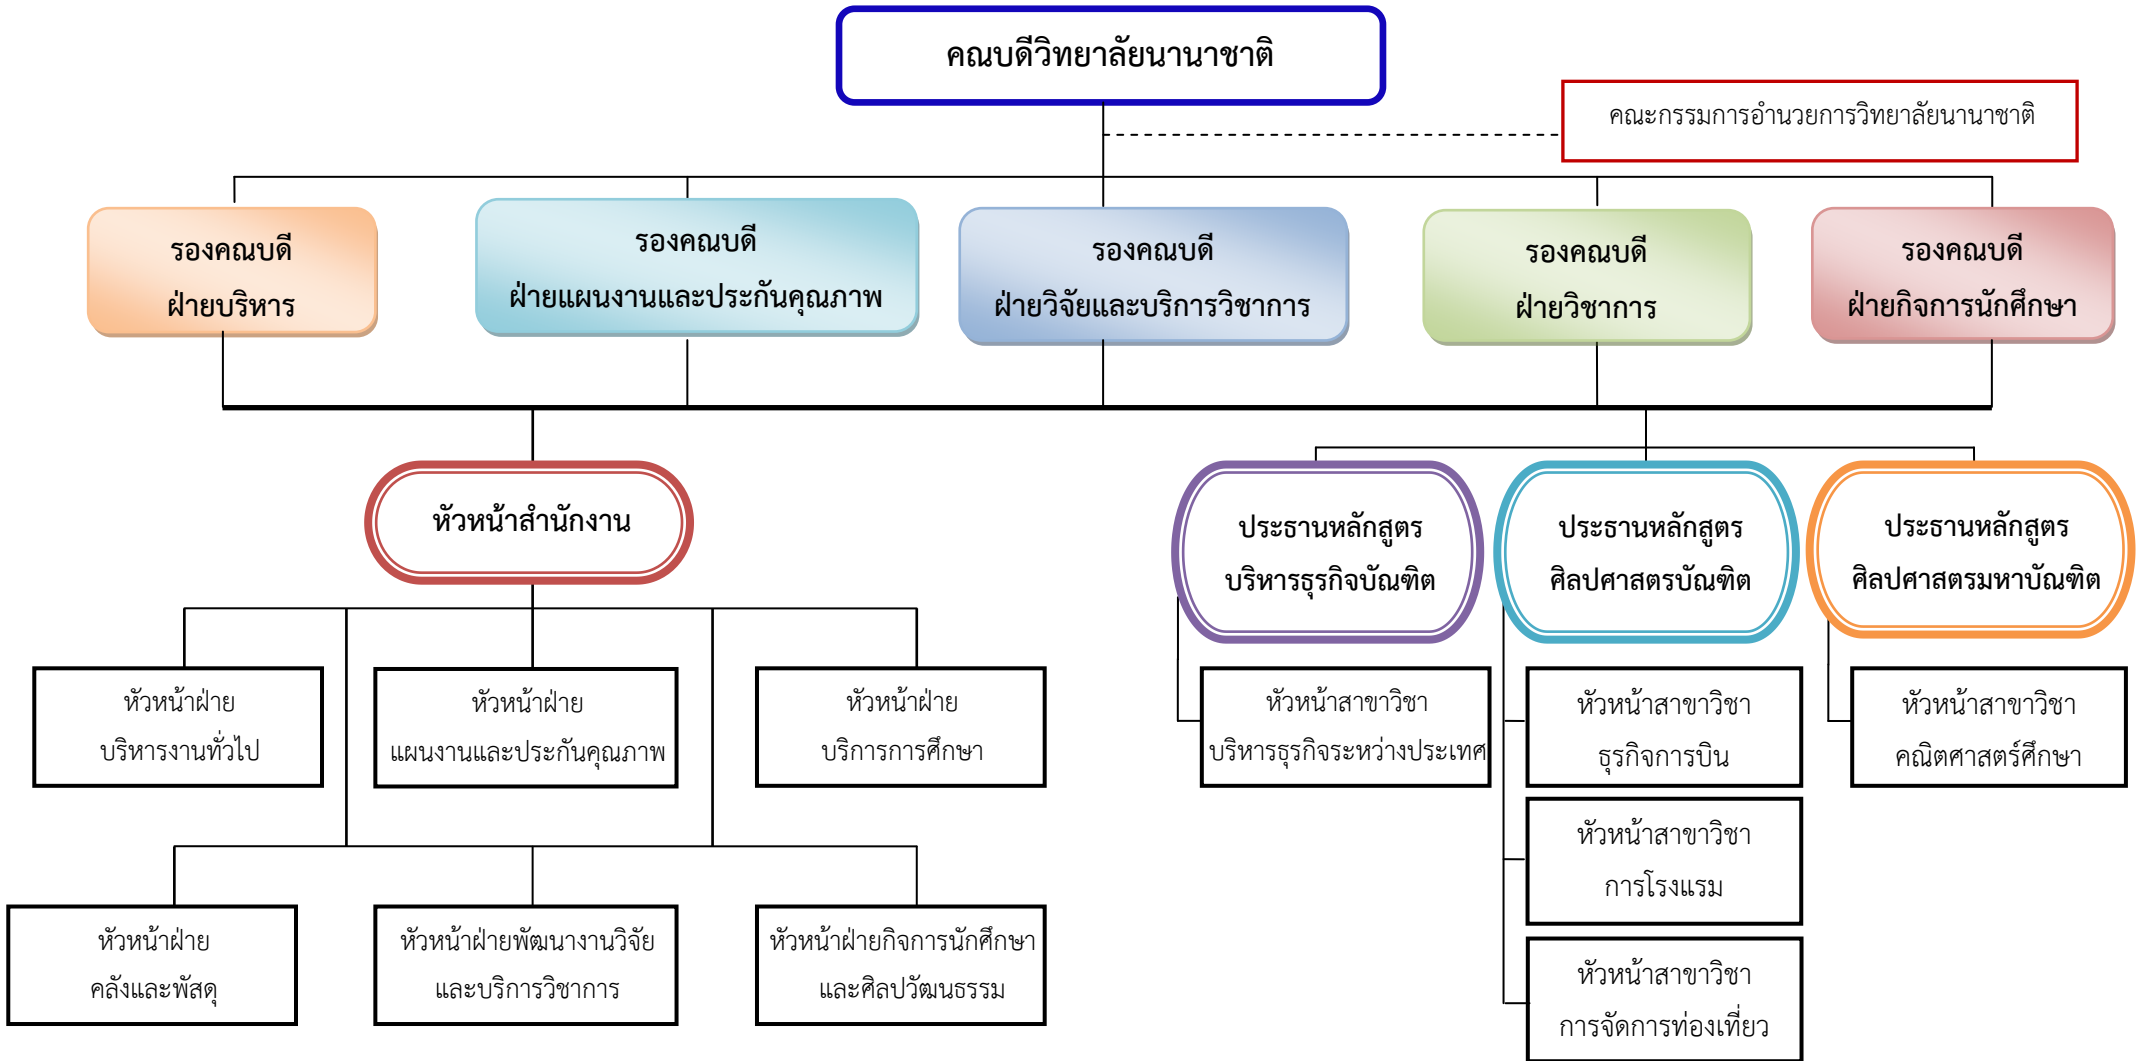 คณบดีวิทยาลัยนานาชาติ
คณะกรรมการอำนวยการวิทยาลัยนานาชาติ
รองคณบดี
ฝ่ายบริหาร
รองคณบดี
ฝ่ายแผนงานและประกันคุณภาพ
รองคณบดี
ฝ่ายวิจัยและบริการวิชาการ
รองคณบดี
ฝ่ายวิชาการ
รองคณบดี
ฝ่ายกิจการนักศึกษา
หัวหน้าสำนักงาน
ประธานหลักสูตร
บริหารธุรกิจบัณฑิต
ประธานหลักสูตร
ศิลปศาสตรบัณฑิต
ประธานหลักสูตร
ศิลปศาสตรมหาบัณฑิต
หัวหน้าฝ่าย
บริหารงานทั่วไป
หัวหน้าฝ่าย
แผนงานและประกันคุณภาพ
หัวหน้าฝ่าย
บริการการศึกษา
หัวหน้าสาขาวิชา
บริหารธุรกิจระหว่างประเทศ
หัวหน้าสาขาวิชา
ธุรกิจการบิน
หัวหน้าสาขาวิชา
คณิตศาสตร์ศึกษา
หัวหน้าสาขาวิชา
การโรงแรม
หัวหน้าฝ่าย
คลังและพัสดุ
หัวหน้าฝ่ายพัฒนางานวิจัย
และบริการวิชาการ
หัวหน้าฝ่ายกิจการนักศึกษา
และศิลปวัฒนธรรม
หัวหน้าสาขาวิชา
การจัดการท่องเที่ยว